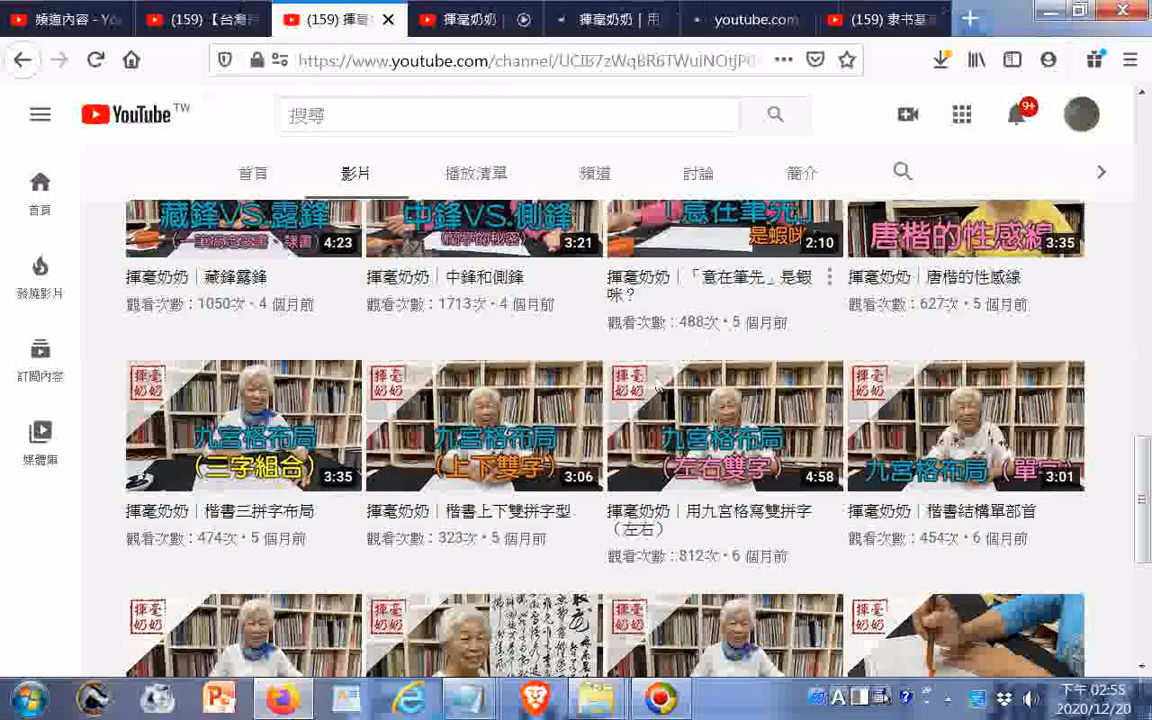 頻道內容 - Yo
(159)【台灣
(159) 揮毫
揮毫奶奶
揮毫奶奶｜用
youtube.com
(159) 隶书基
https://www.youtube.com/channel/UCIB7zWqBR6TWuiNOtjPG
YouTube TW
搜尋
9+
首頁
影片
播放清單
頻道
討論
簡介
首頁
發燒影片
訂閱內容
媒體庫
藏鋒VS.露鋒
4:23
中鋒VS.側鋒
3:21
「意在筆先」
是蝦咪
2:10
唐楷的性感線
3:35
揮毫奶奶｜藏鋒露鋒
觀看次數：1050次・4 個月前
揮毫奶奶｜中鋒和側鋒
觀看次數：1713次・4 個月前
揮毫奶奶｜「意在筆先」是蝦
咪？
觀看次數：488次・5 個月前
揮毫奶奶｜唐楷的性感線
觀看次數：627次・5 個月前
揮毫奶奶
九宮格布局
（三字組合）
3:35
揮毫奶奶
九宮格布局
（上下雙字）
3:06
揮毫奶奶
九宮格布局
（左右雙字）
4:58
揮毫奶奶
九宮格布局（單字）
3:01
揮毫奶奶｜楷書三拼字布局
觀看次數：474次・5 個月前
揮毫奶奶｜楷書上下雙拼字型
觀看次數：323次・5 個月前
揮毫奶奶｜用九宮格寫雙拼字
（左右）
觀看次數：812次・6 個月前
揮毫奶奶｜楷書結構單部首
觀看次數：454次・6 個月前
揮毫奶奶
揮毫奶奶
揮毫奶奶
揮毫奶奶
下午 02:55
2020/12/20